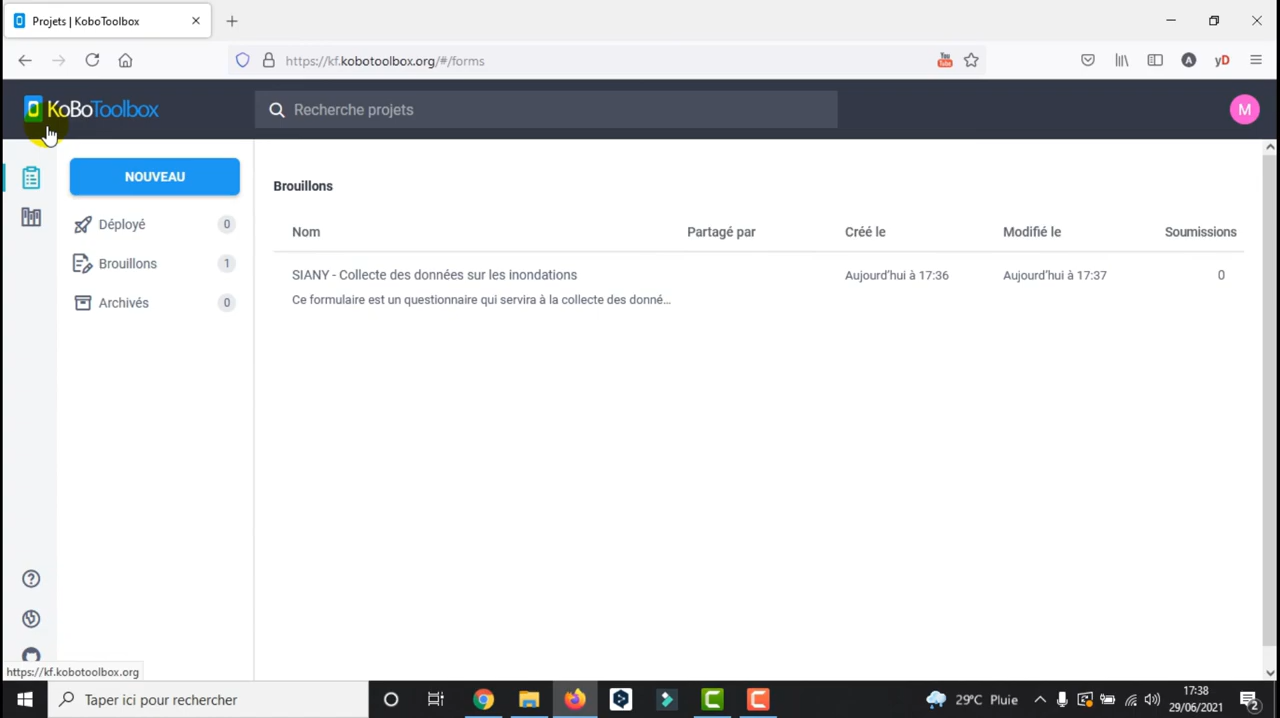 Projets | KoboToolbox
https://kf.kobotoolbox.org/#/forms
You
yD
KoBoToolbox
Recherche projets
M
NOUVEAU
Déployé 0
Brouillons 1
Archivés 0
Brouillons
Nom Partagé par Créé le Modifié le Soumissions
SIANY - Collecte des données sur les inondations Aujourd'hui à 17:36 Aujourd'hui à 17:37 0
Ce formulaire est un questionnaire qui servira à la collecte des donné...
https://kf.kobotoolbox.org
Taper ici pour rechercher
29°C Pluie
17:38
29/06/2021
2